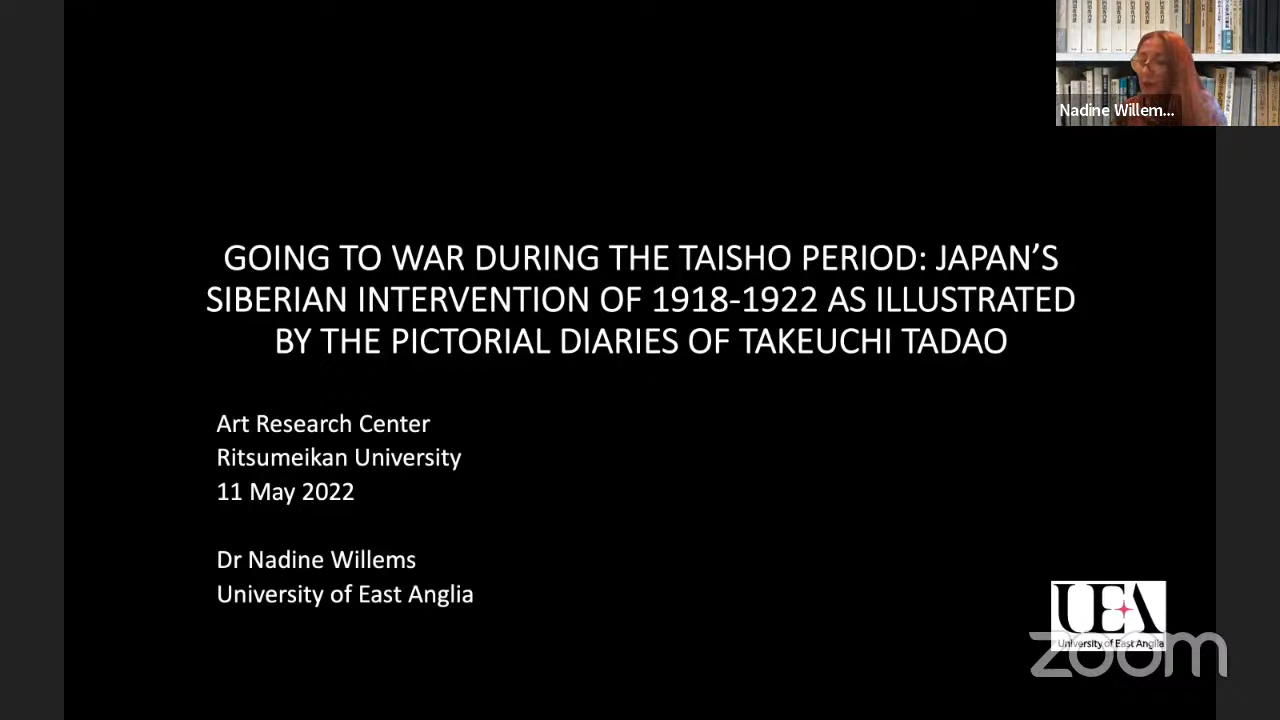 Nadine Willem...
GOING TO WAR DURING THE TAISHO PERIOD: JAPAN’S
SIBERIAN INTERVENTION OF 1918-1922 AS ILLUSTRATED
BY THE PICTORIAL DIARIES OF TAKEUCHI TADAO
Art Research Center
Ritsumeikan University
11 May 2022
Dr Nadine Willems
University of East Anglia
UEA
University of East Anglia
zoom